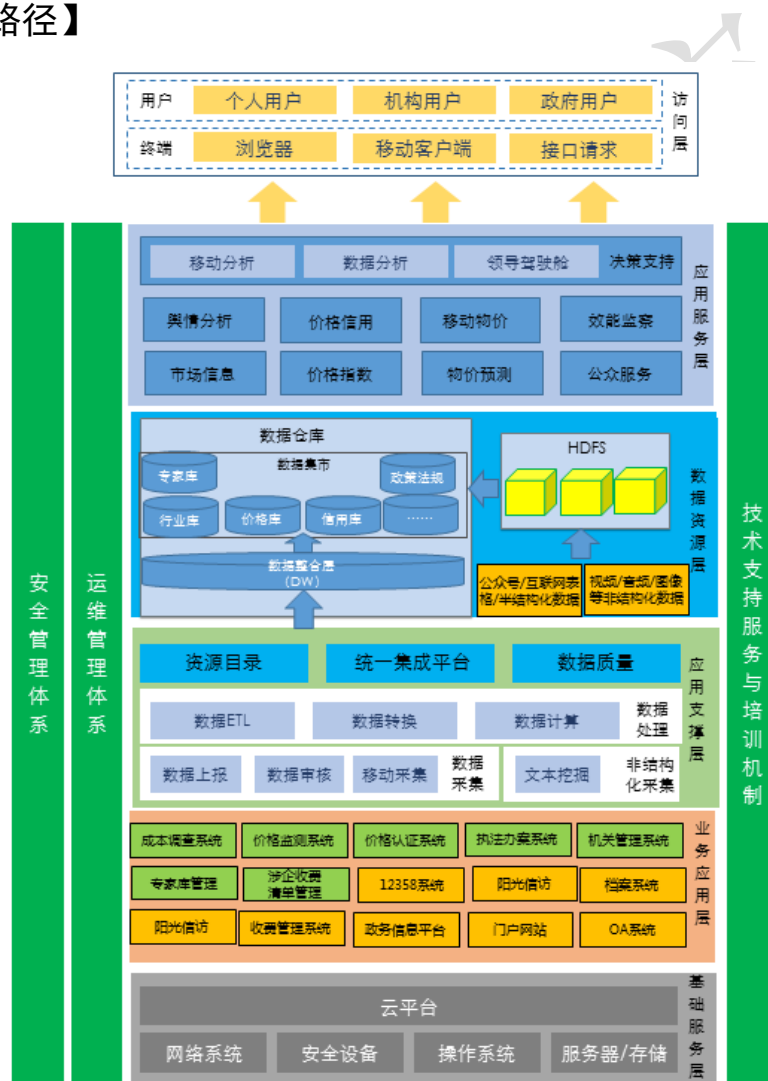 路径】
用户 个人用户 机构用户 政府用户
终端 浏览器 移动客户端 接口请求
访问层
移动分析 数据分析 领导驾驶舱 决策支持
舆情分析 价格信用 移动物价 效能监察
市场信息 价格指数 物价预测 公众服务
应用服务层
数据仓库
数据集市
专家库 政策法规
行业库 价格库 信用库 ……
数据整合层
(DW)
HDFS
公众号/互联网表
格/半结构化数据
视频/音频/图像
等非结构化数据
数据资源层
资源目录 统一集成平台 数据质量
数据ETL 数据转换 数据计算
数据
处理
数据上报 数据审核 移动采集
数据
采集
文本挖掘
非结构
化采集
应用支撑层
成本调查系统 价格监测系统 价格认证系统 执法办案系统 机关管理系统
专家库管理
涉企收费
清单管理
12358系统 阳光信访 档案系统
阳光信访 收费管理系统 政务信息平台 门户网站 OA系统
业务应用层
云平台
网络系统 安全设备 操作系统 服务器/存储
基础服务层
安全管理体系
运维管理体系
技术支持服务与培训机制